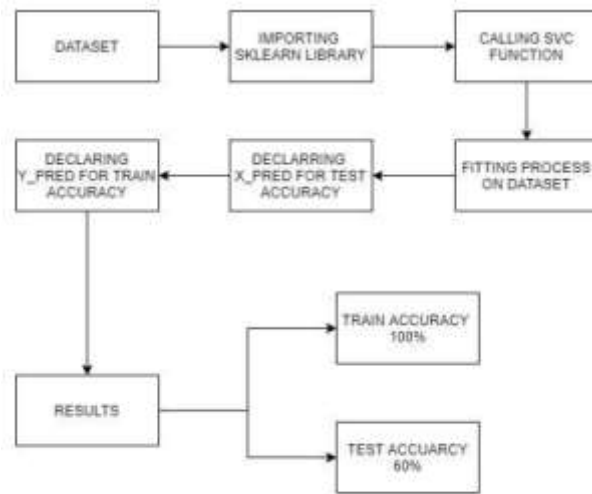 DATASET
IMPORTING
SKLEARN LIBRARY
CALLING SVC
FUNCTION
FITTING PROCESS
ON DATASET
DECLARRING
X_PRED FOR TEST
ACCURACY
DECLARING
Y_PRED FOR TRAIN
ACCURACY
RESULTS
TRAIN ACCURACY
100%
TEST ACCUARCY
60%